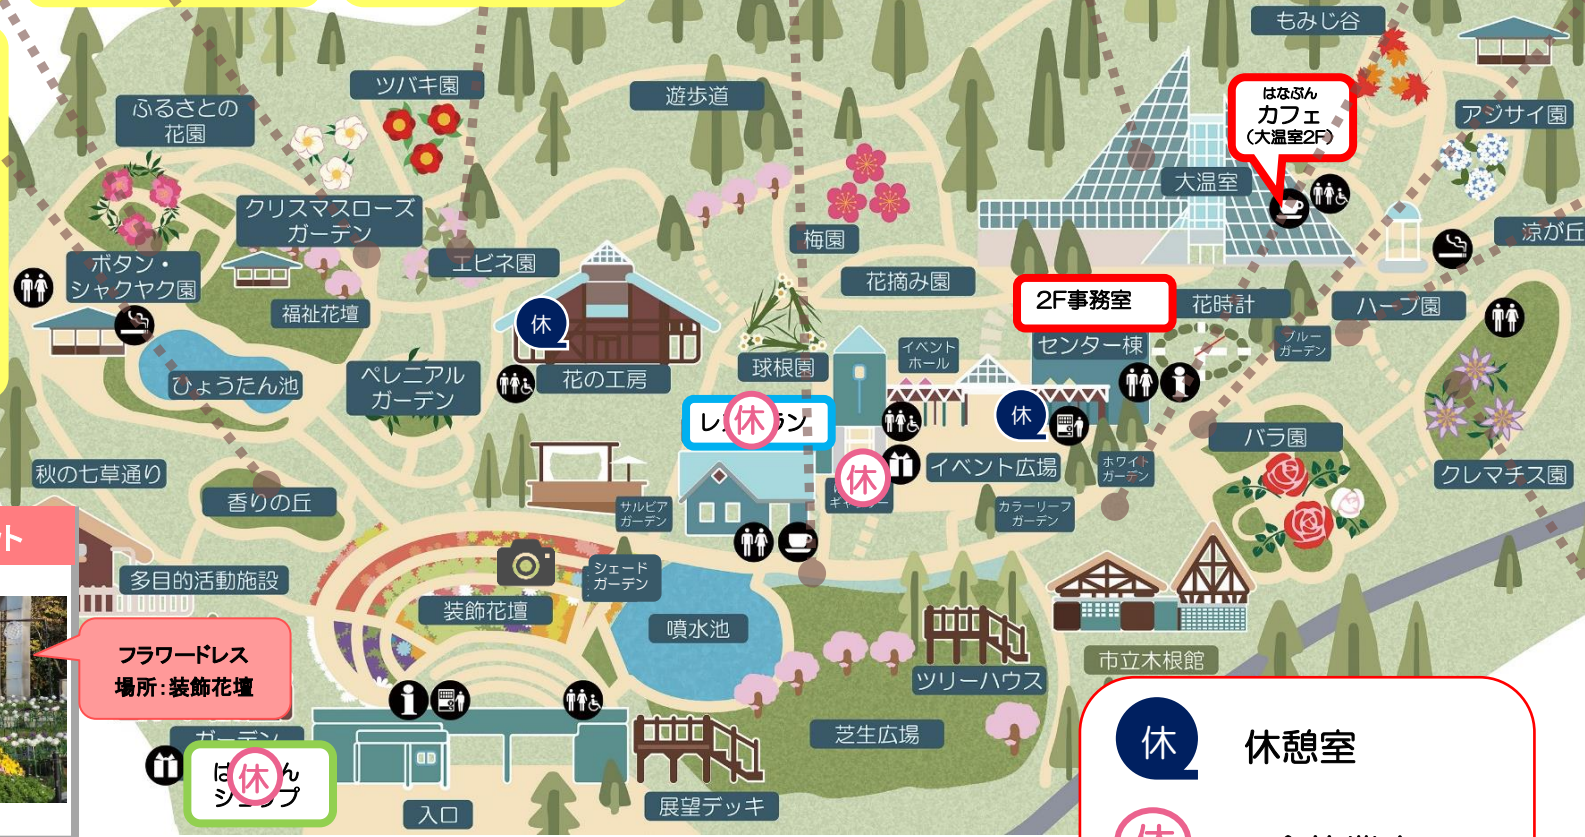 もみじ谷
ツバキ園
遊歩道
はなぶん
カフェ
(大温室2F)
ふるさとの
花園
アジサイ園
大温室
クリスマスローズ
ガーデン
梅園
涼が丘
ボタン・
シャクヤク園
エビネ園
花摘み園
2F事務室
花時計
ハーブ園
福祉花壇
休
イベント
ホール
センター棟
ブルー
ガーデン
球根園
ひょうたん池
ペレニアル
ガーデン
花の工房
休
休
バラ園
秋の七草通り
休
イベント広場
ホワイト
ガーデン
クレマチス園
香りの丘
サルビア
ガーデン
カラーリーフ
ガーデン
ット
多目的活動施設
シェード
ガーデン
装飾花壇
噴水池
フラワードレス
場所:装飾花壇
市立木根館
ツリーハウス
ガーデン
芝生広場
休
休憩室
休
展望デッキ
入口
休